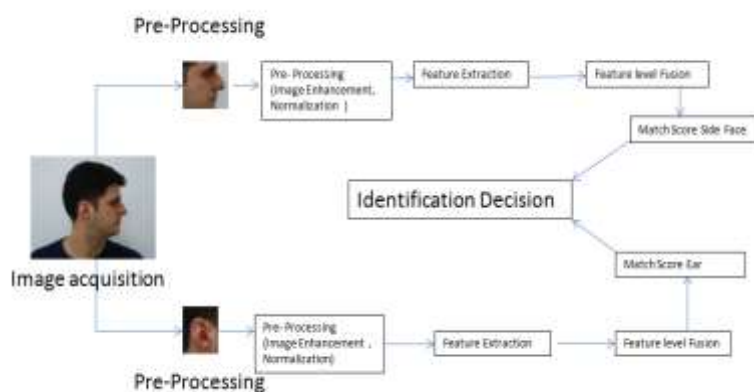 Pre-Processing
Pre- Processing
(Image Enhancement,
Normalization )
Feature Extraction
Feature level Fusion
Match Score Side Face
Identification Decision
Image acquisition
Match Score Ear
Pre- Processing
(Image Enhancement ,
Normalization)
Feature Extraction
Feature level Fusion
Pre-Processing